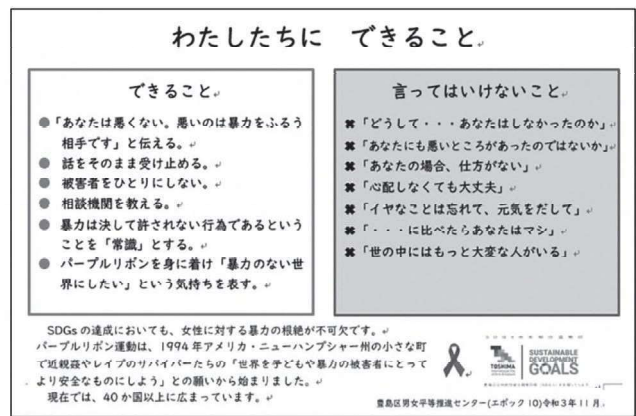 わたしたちに　できること
できること
●「あなたは悪くない。悪いのは暴力をふるう
相手です」と伝える。
● 話をそのまま受け止める。
● 被害者をひとりにしない。
● 相談機関を教える。
● 暴力は決して許されない行為であるという
ことを「常識」とする。
● パープルリボンを身に着け「暴力のない世
界にしたい」という気持ちを表す。
言ってはいけないこと
✖「どうして・・・あなたはしなかったのか」
✖「あなたにも悪いところがあったのではないか」
✖「あなたの場合、仕方がない」
✖「心配しなくても大丈夫」
✖「イヤなことは忘れて、元気をだして」
✖「・・・に比べたらあなたはマシ」
✖「世の中にはもっと大変な人がいる」
SDGsの達成においても、女性に対する暴力の根絶が不可欠です。
パープルリボン運動は、1994年アメリカ・ニューハンプシャー州の小さな町
で近親姦やレイプのサバイバーたちの「世界を子どもや暴力の被害者にとって
より安全なものにしよう」との願いから始まりました。
現在では、40か国以上に広まっています。
TOSHIMA
SUSTAINABLE
DEVELOPMENT
GOALS
豊島区男女平等推進センター(エポック10)令和3年11月